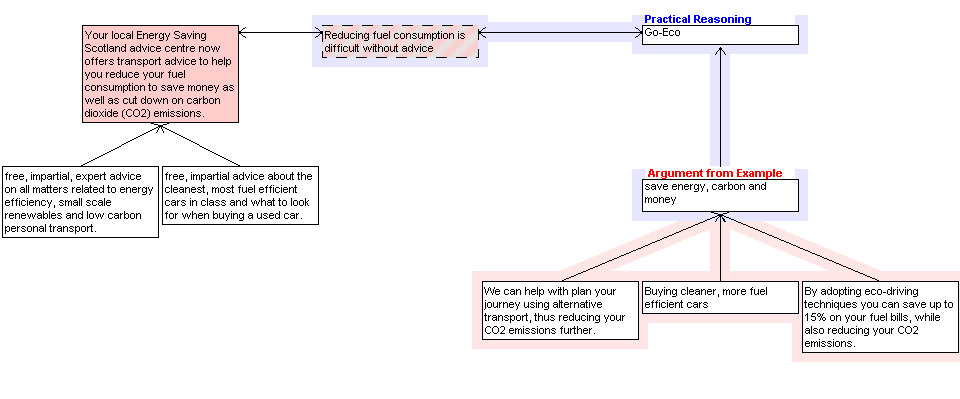 Practical Reasoning
Your local Energy Saving
Scotland advice centre now
offers transport advice to help
you reduce your fuel
consumption to save money as
well as cut down on carbon
dioxide (CO2) emissions.
Reducing fuel consumption is
difficult without advice
Go-Eco
free, impartial, expert advice
on all matters related to energy
efficiency, small scale
renewables and low carbon
personal transport.
free, impartial advice about the
cleanest, most fuel efficient
cars in class and what to look
for when buying a used car.
Argument from Example
save energy, carbon and
money
We can help with plan your
journey using alternative
transport, thus reducing your
CO2 emissions further.
Buying cleaner, more fuel
efficient cars
By adopting eco-driving
techniques you can save up to
15% on your fuel bills, while
also reducing your CO2
emissions.